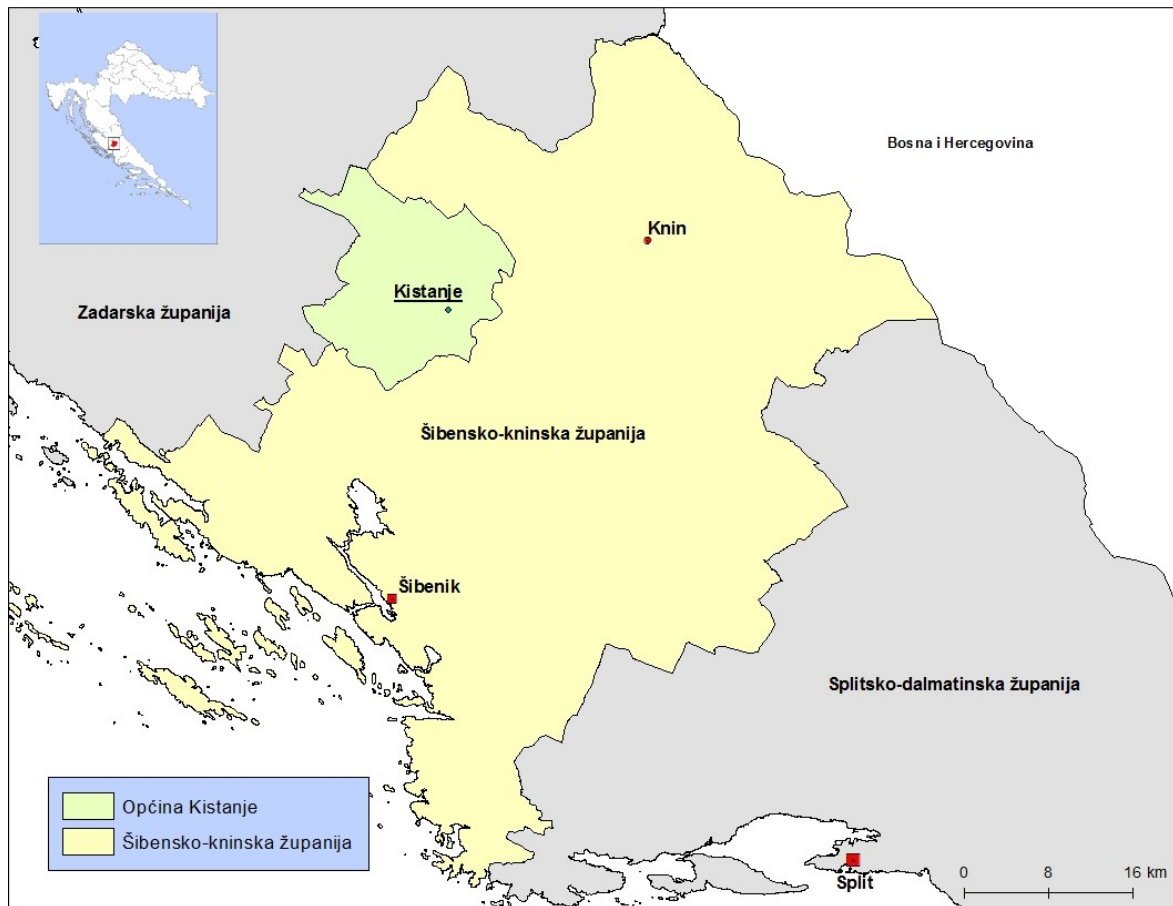 Bosna i Hercegovina
Knin
Kistanje
Zadarska županija
Šibensko-kninska županija
Šibenik
Splitsko-dalmatinska županija
Općina Kistanje
Šibensko-kninska županija
Split
0 8 16 km